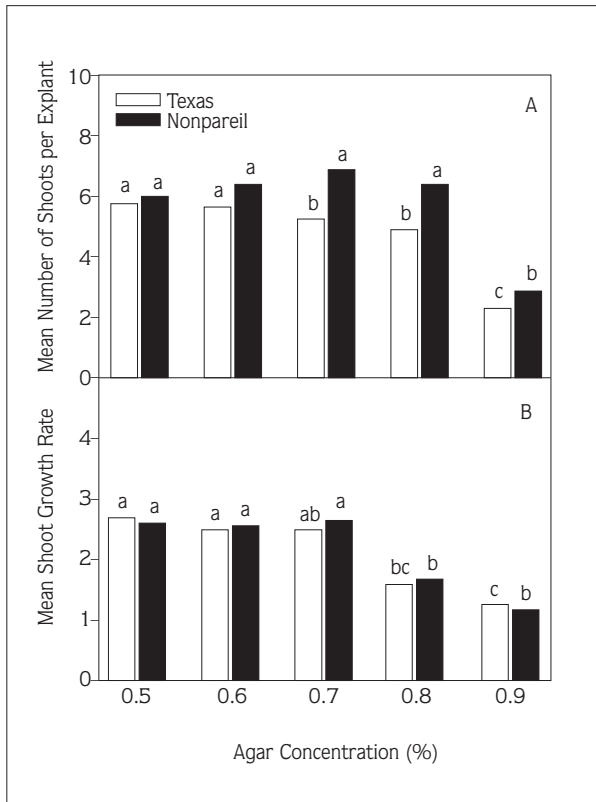 Mean Number of Shoots per Explant
10
8
6
4
2
0
Texas
Nonpareil
A
a a a a b a b a c b
Mean Shoot Growth Rate
4
3
2
1
0
B
a a a a ab a bc b c b
0.5 0.6 0.7 0.8 0.9
Agar Concentration (%)